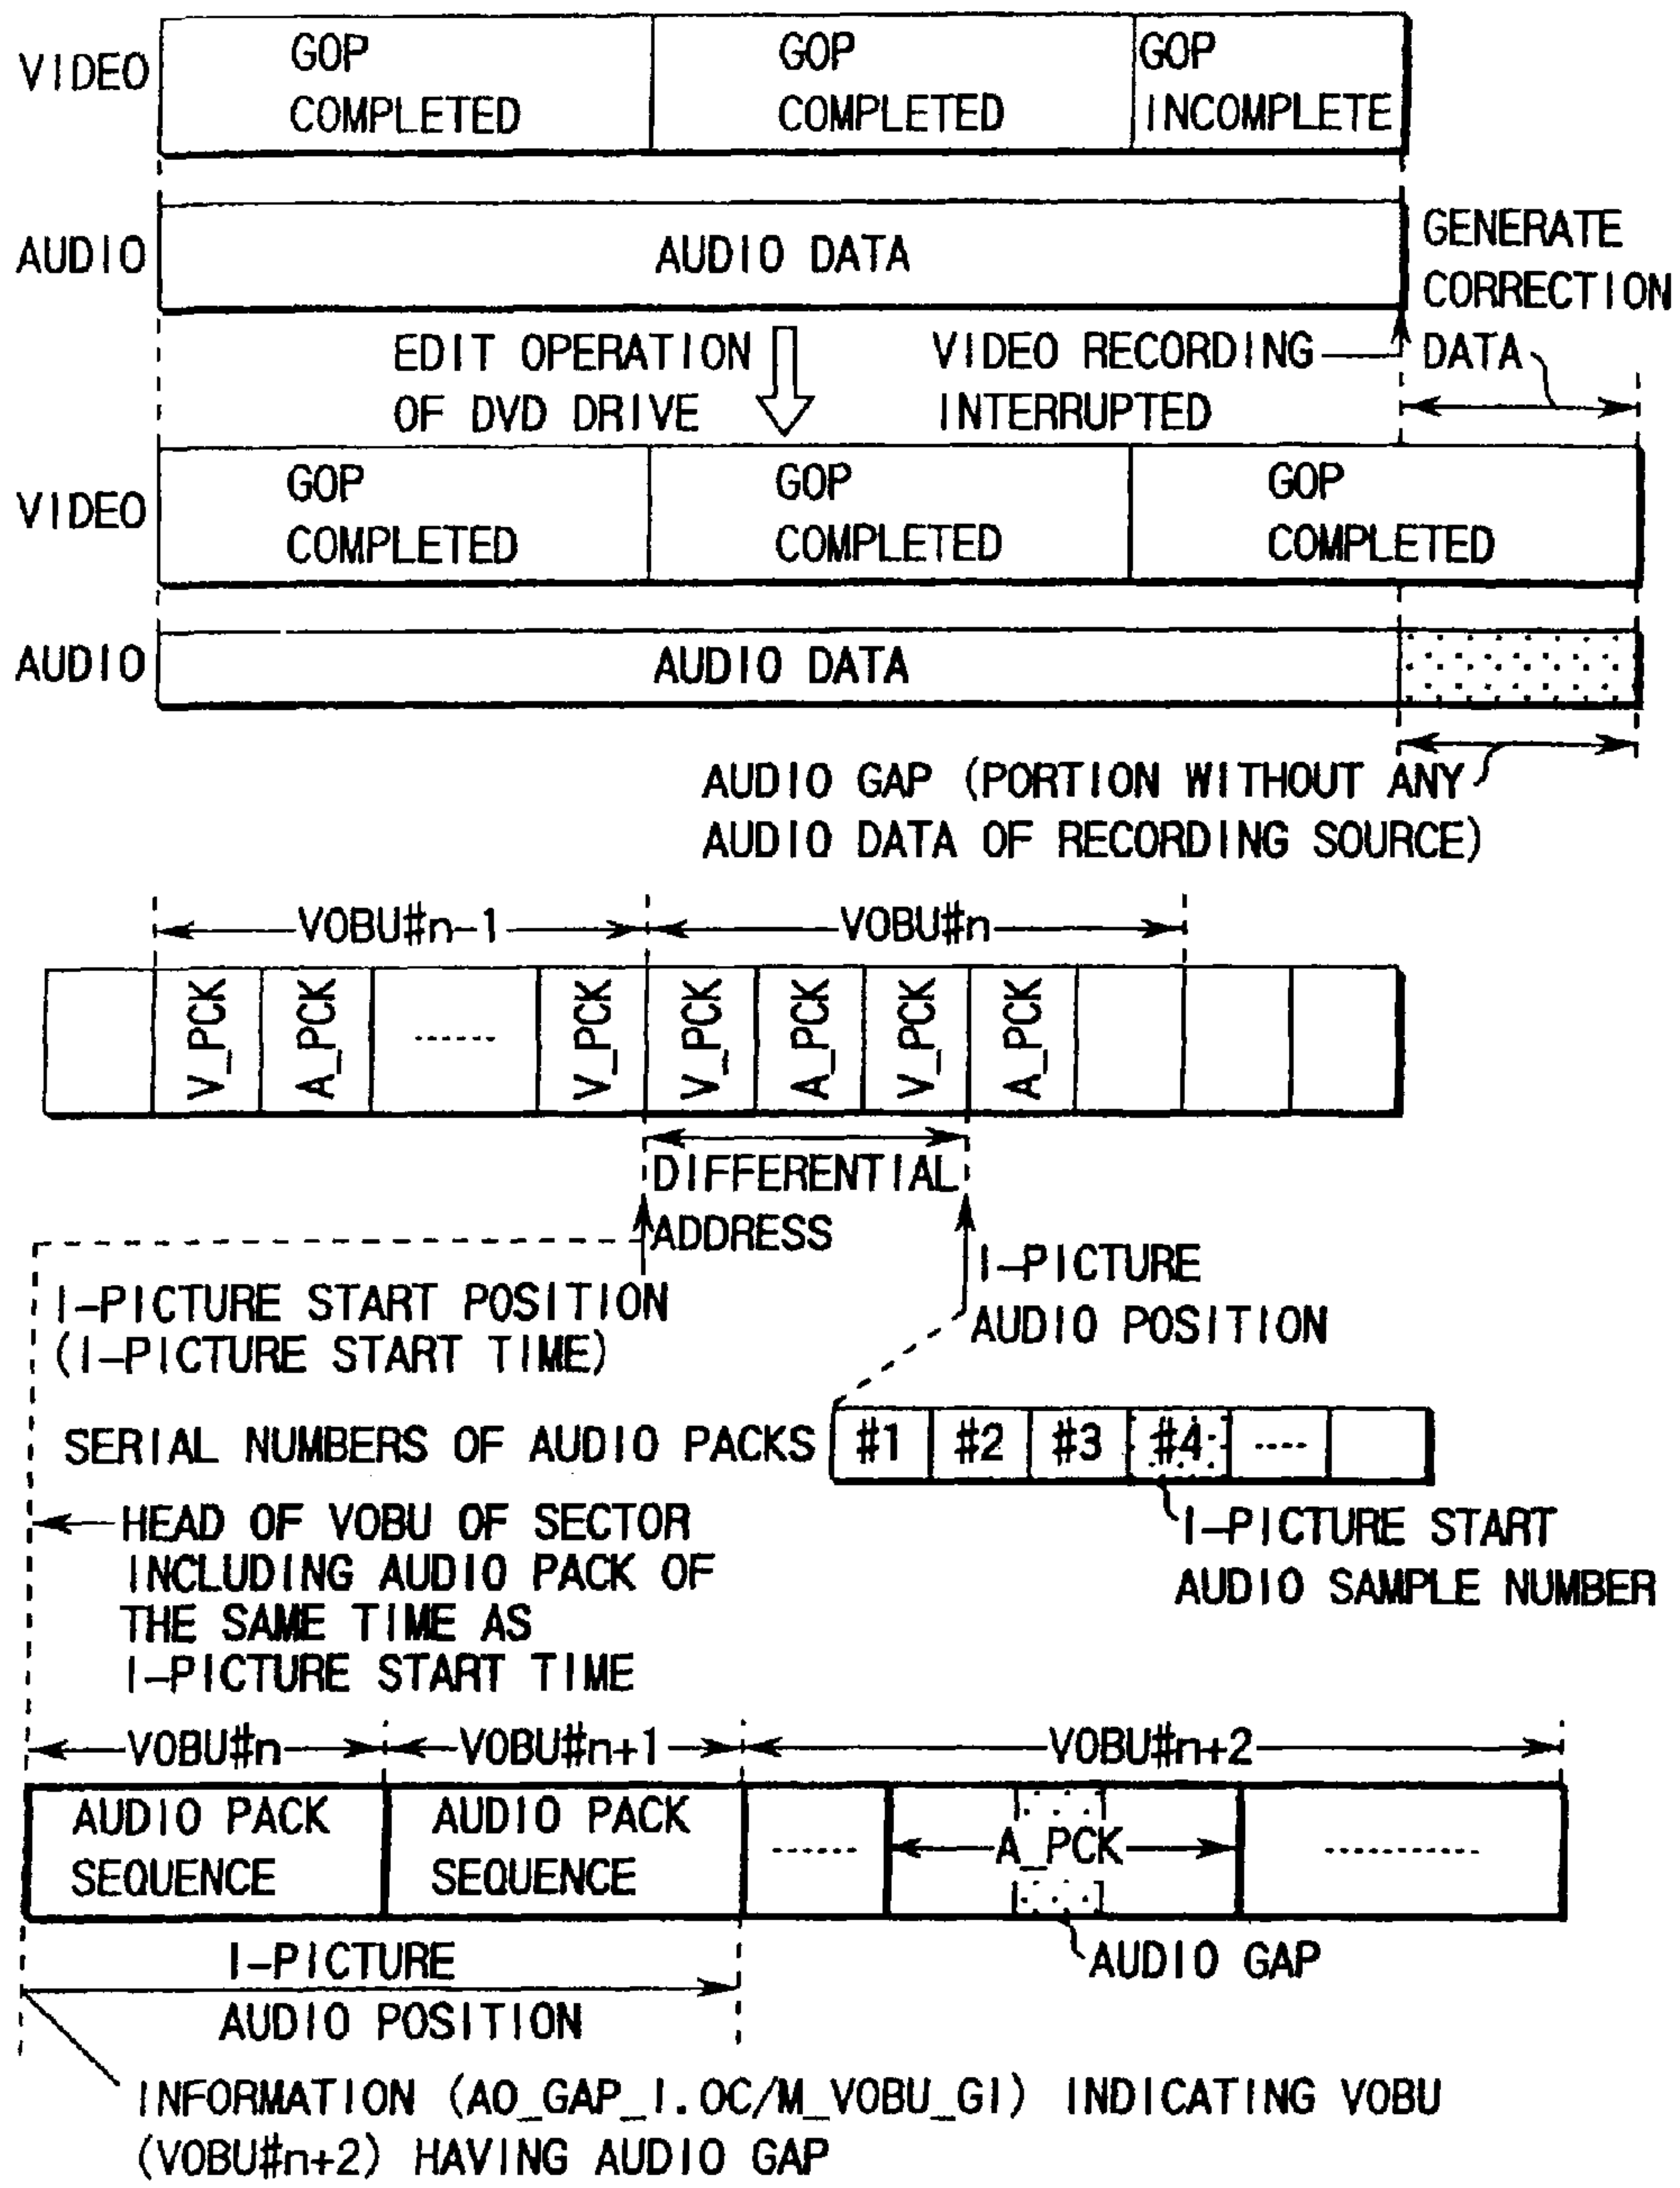 VIDEO
GOP
COMPLETED
GOP
COMPLETED
GOP
INCOMPLETE
AUDIO
AUDIO DATA
GENERATE
CORRECTION
DATA
EDIT OPERATION
OF DVD DRIVE
VIDEO RECORDING
INTERRUPTED
VIDEO
GOP
COMPLETED
GOP
COMPLETED
GOP
COMPLETED
AUDIO
AUDIO DATA
AUDIO GAP (PORTION WITHOUT ANY
AUDIO DATA OF RECORDING SOURCE)
VOBU#n-1
VOBU#n
V_PCK
A_PCK
V_PCK
V_PCK
A_PCK
V_PCK
A_PCK
DIFFERENTIAL
ADDRESS
I-PICTURE START POSITION
(I-PICTURE START TIME)
I-PICTURE
AUDIO POSITION
SERIAL NUMBERS OF AUDIO PACKS
#1
#2
#3
#4
I-PICTURE START
AUDIO SAMPLE NUMBER
HEAD OF VOBU OF SECTOR
INCLUDING AUDIO PACK OF
THE SAME TIME AS
I-PICTURE START TIME
VOBU#n
VOBU#n+1
VOBU#n+2
AUDIO PACK
SEQUENCE
AUDIO PACK
SEQUENCE
A_PCK
AUDIO GAP
I-PICTURE
AUDIO POSITION
INFORMATION (AO_GAP_I.OC/M_VOBU_GI) INDICATING VOBU
(VOBU#n+2) HAVING AUDIO GAP